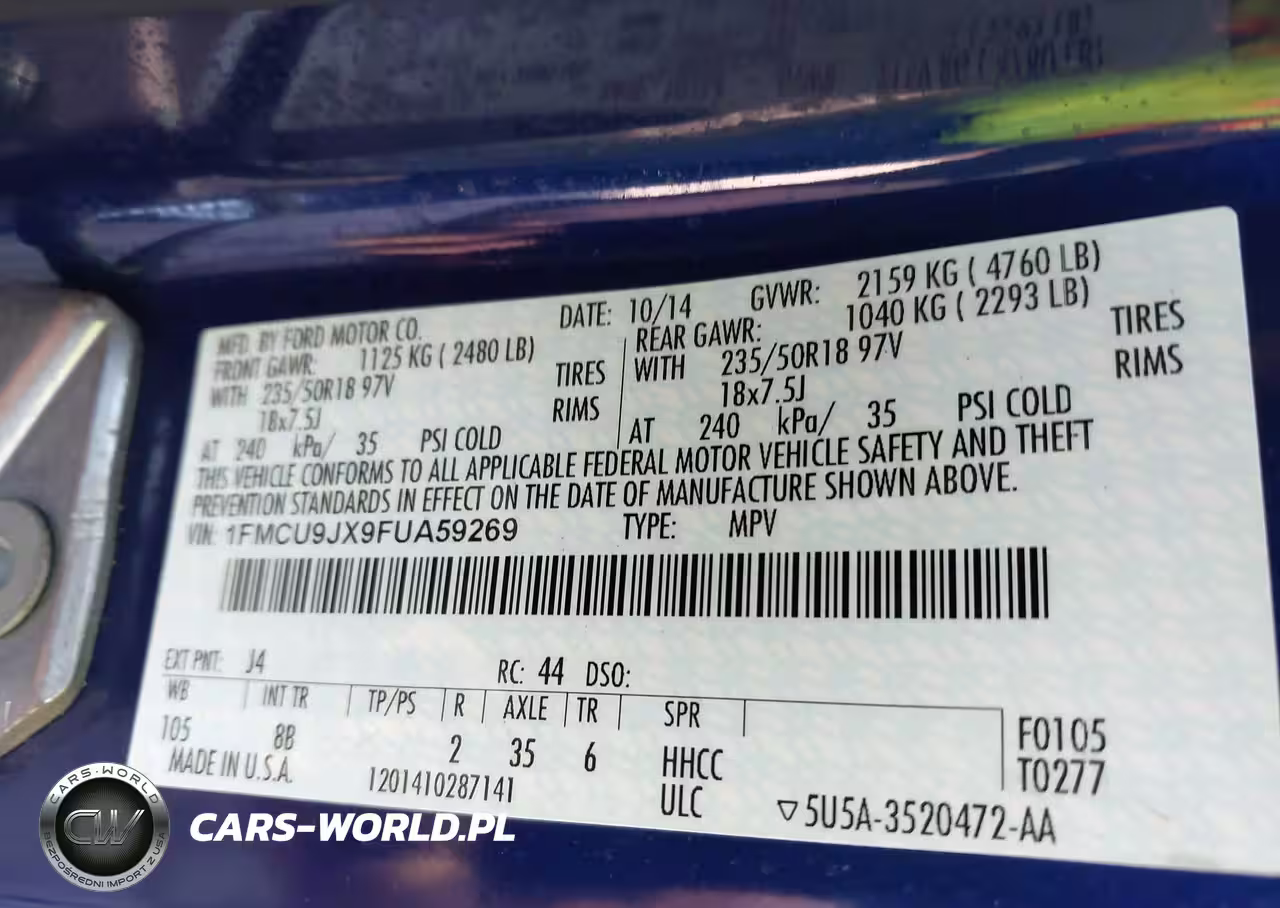 MFD. BY FORD MOTOR CO. DATE: 10/14 GVWR: 2159 KG ( 4760 LB)
FRONT GAWR: 1125 KG ( 2480 LB) REAR GAWR: 1040 KG ( 2293 LB)
WITH 235/50R18 97V TIRES WITH 235/50R18 97V TIRES
18x7.5J RIMS 18x7.5J RIMS
AT 240 kPa/ 35 PSI COLD AT 240 kPa/ 35 PSI COLD
THIS VEHICLE CONFORMS TO ALL APPLICABLE FEDERAL MOTOR VEHICLE SAFETY AND THEFT
PREVENTION STANDARDS IN EFFECT ON THE DATE OF MANUFACTURE SHOWN ABOVE.
VIN: 1FMCU9JX9FUA59269 TYPE: MPV
EXT PNT: J4 RC: 44 DSO:
WB INT TR TP/PS R AXLE TR SPR
105 8B 2 35 6 HHCC F0105
MADE IN U.S.A. 1201410287141 ULC T0277
▽5U5A-3520472-AA
CARS-WORLD
CW
BEZPOŚREDNI IMPORT Z USA
CARS-WORLD.PL